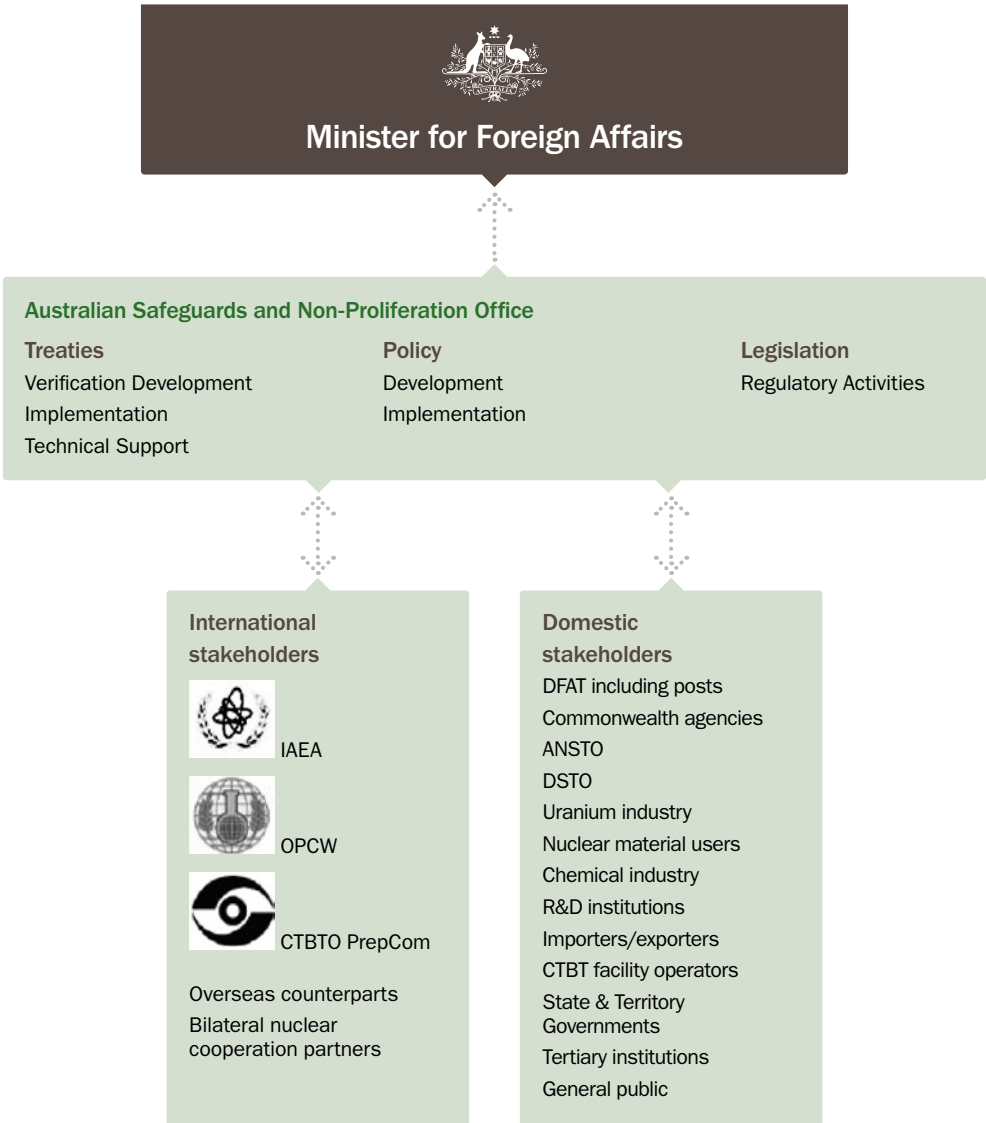 AUSTRALIA
Minister for Foreign Affairs
Australian Safeguards and Non-Proliferation Office
Treaties
Verification Development
Implementation
Technical Support
Policy
Development
Implementation
Legislation
Regulatory Activities
International
stakeholders
IAEA
OPCW
CTBTO PrepCom
Overseas counterparts
Bilateral nuclear
cooperation partners
Domestic
stakeholders
DFAT including posts
Commonwealth agencies
ANSTO
DSTO
Uranium industry
Nuclear material users
Chemical industry
R&D institutions
Importers/exporters
CTBT facility operators
State & Territory
Governments
Tertiary institutions
General public